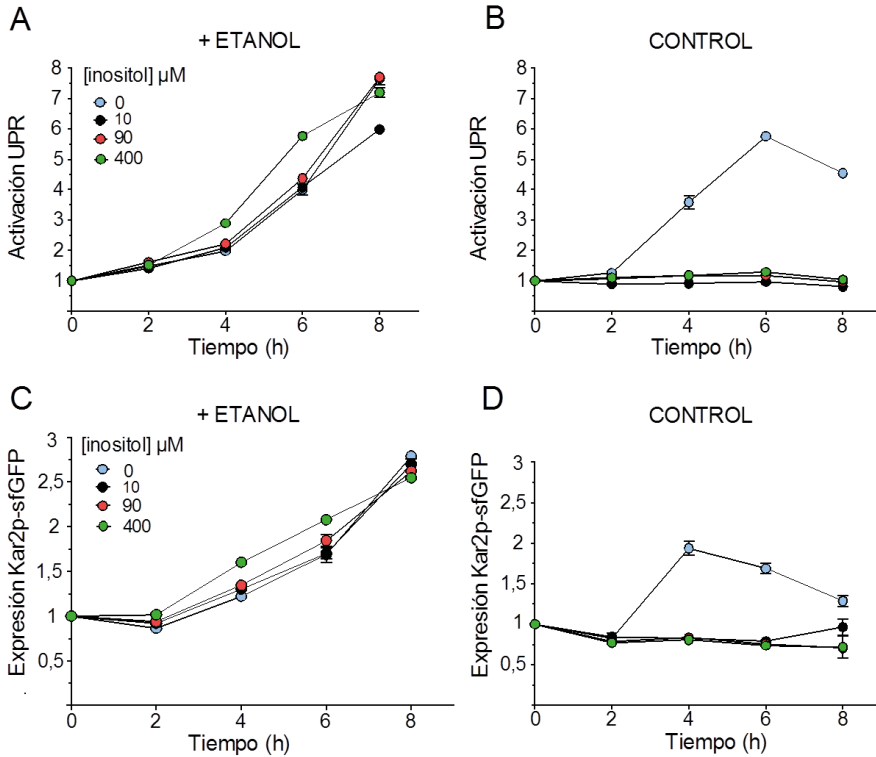 A
+ ETANOL
[inositol] µM
0
10
90
400
Activación UPR
8
7
6
5
4
3
2
1
0 2 4 6 8
Tiempo (h)
B
CONTROL
Activación UPR
8
7
6
5
4
3
2
1
0 2 4 6 8
Tiempo (h)
C
+ ETANOL
[inositol] µM
0
10
90
400
Expresión Kar2p-sfGFP
3
2,5
2
1,5
1
0,5
0 2 4 6 8
Tiempo (h)
D
CONTROL
Expresión Kar2p-sfGFP
3
2,5
2
1,5
1
0,5
0 2 4 6 8
Tiempo (h)